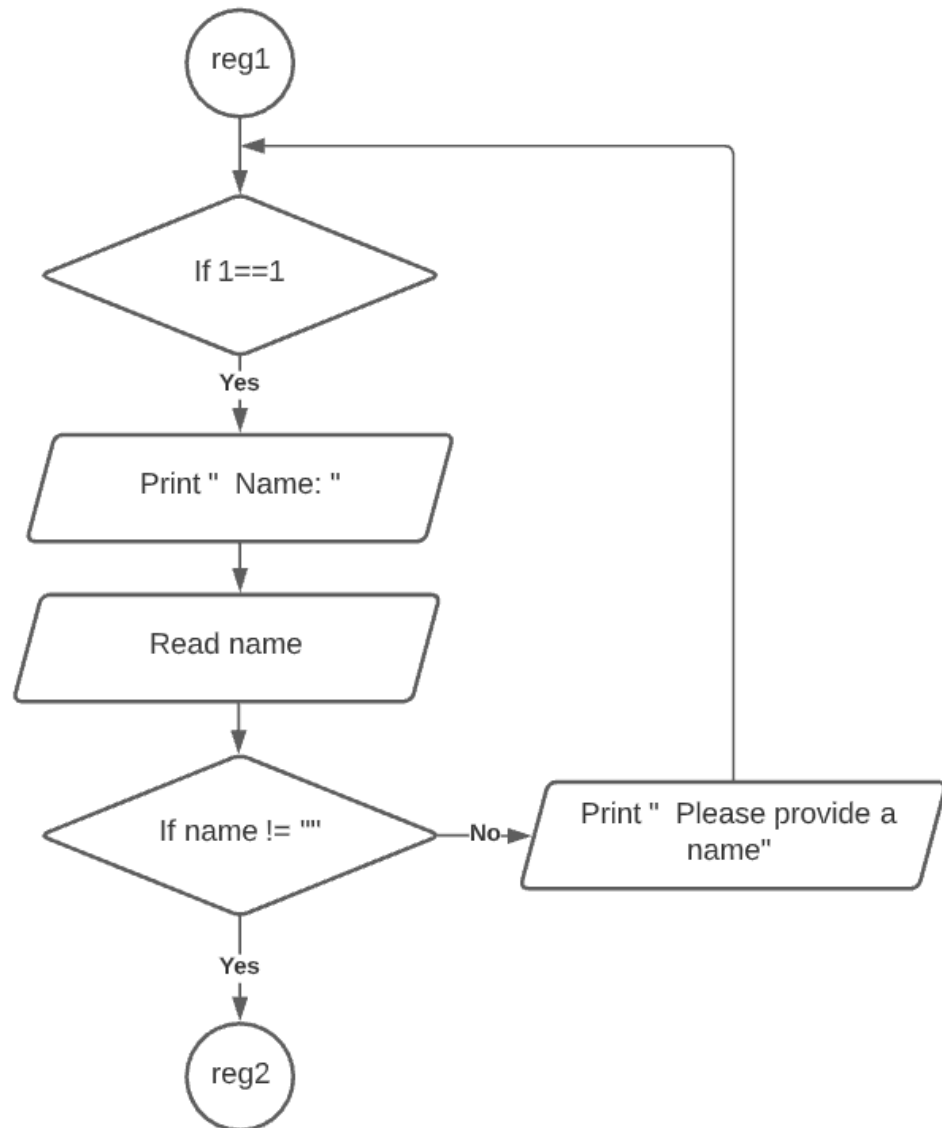 reg1
If 1==1
Yes
Print "  Name: "
Read name
If name != ""
No
Print "  Please provide a
name"
Yes
reg2